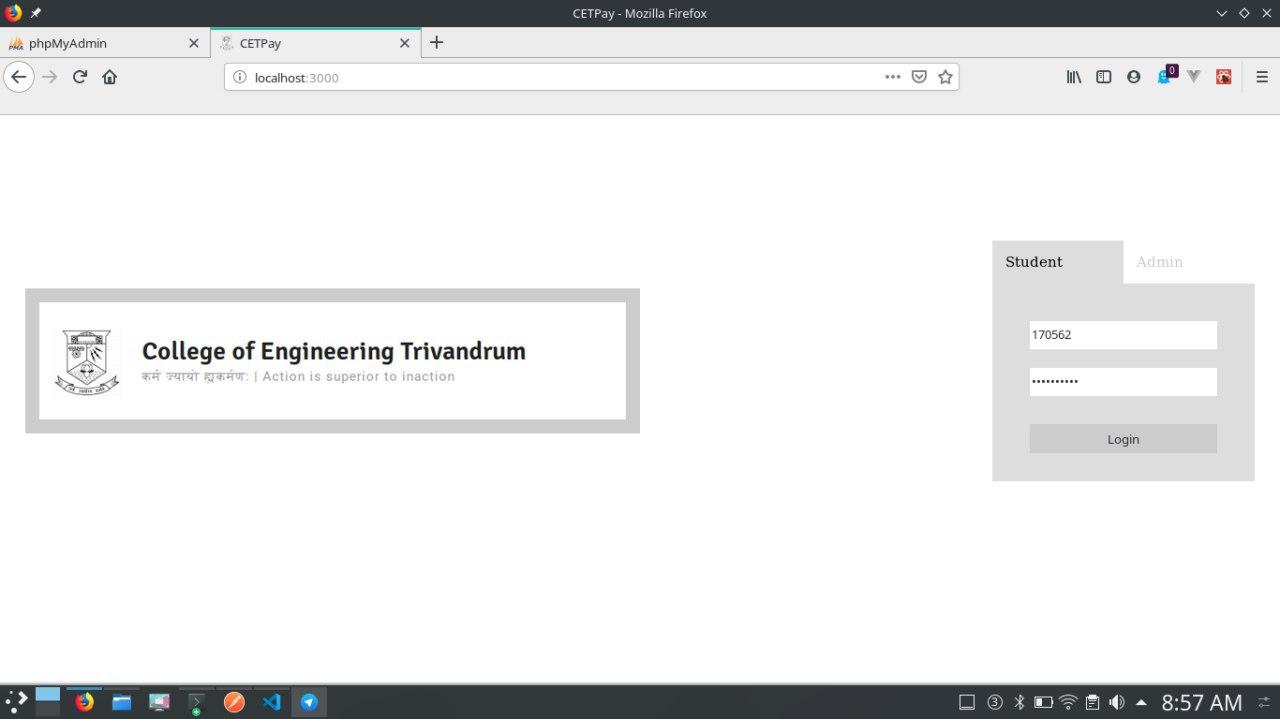 CETPay - Mozilla Firefox
phpMyAdmin
CETPay
localhost:3000
0
Student
Admin
170562
••••••••••
Login
College of Engineering Trivandrum
कर्म ज्यायो ह्यकर्मण: | Action is superior to inaction
3
8:57 AM